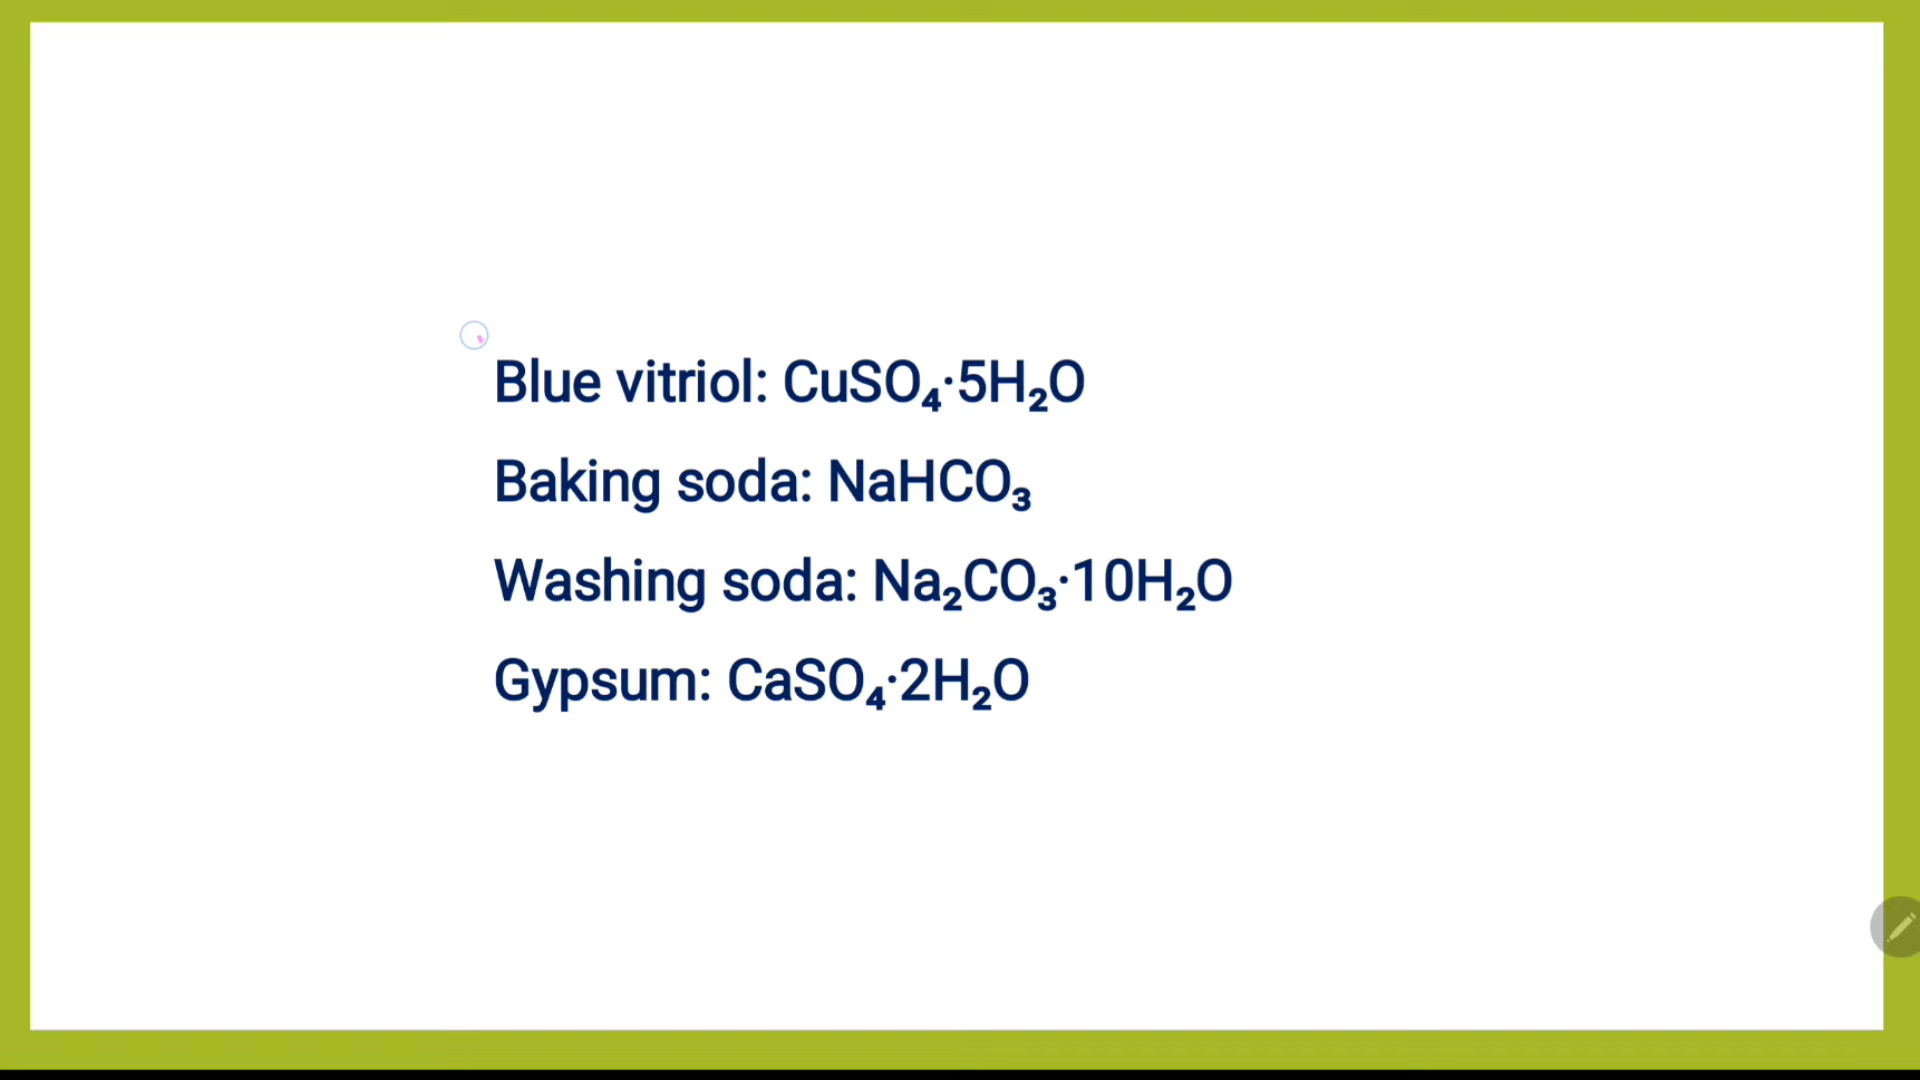 Blue vitriol: CuSO₄·5H₂O
Baking soda: NaHCO₃
Washing soda: Na₂CO₃·10H₂O
Gypsum: CaSO₄·2H₂O